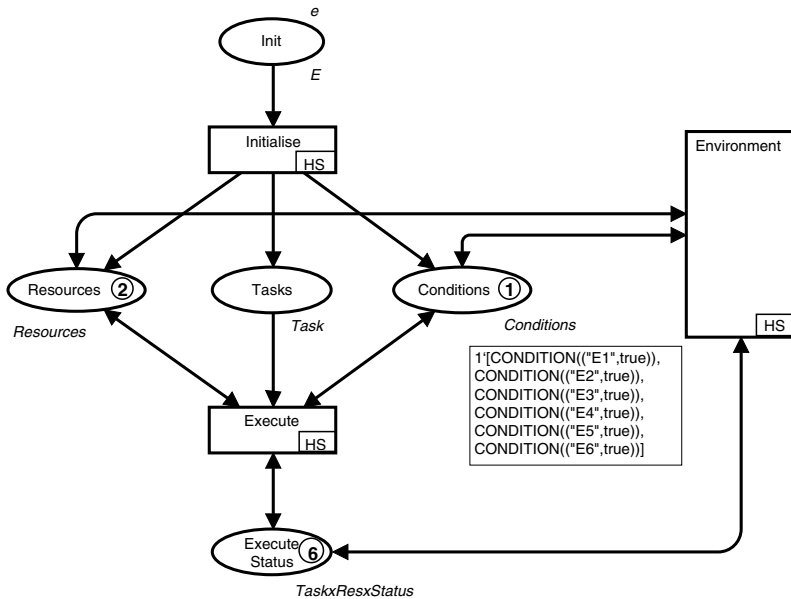 e
Init
E
Initialise
HS
Environment
HS
Resources 2
Tasks
Conditions 1
Resources
Task
Conditions
1‘[CONDITION(("E1",true)),
CONDITION(("E2",true)),
CONDITION(("E3",true)),
CONDITION(("E4",true)),
CONDITION(("E5",true)),
CONDITION(("E6",true))]
Execute
HS
Execute
Status
6
TaskxResxStatus